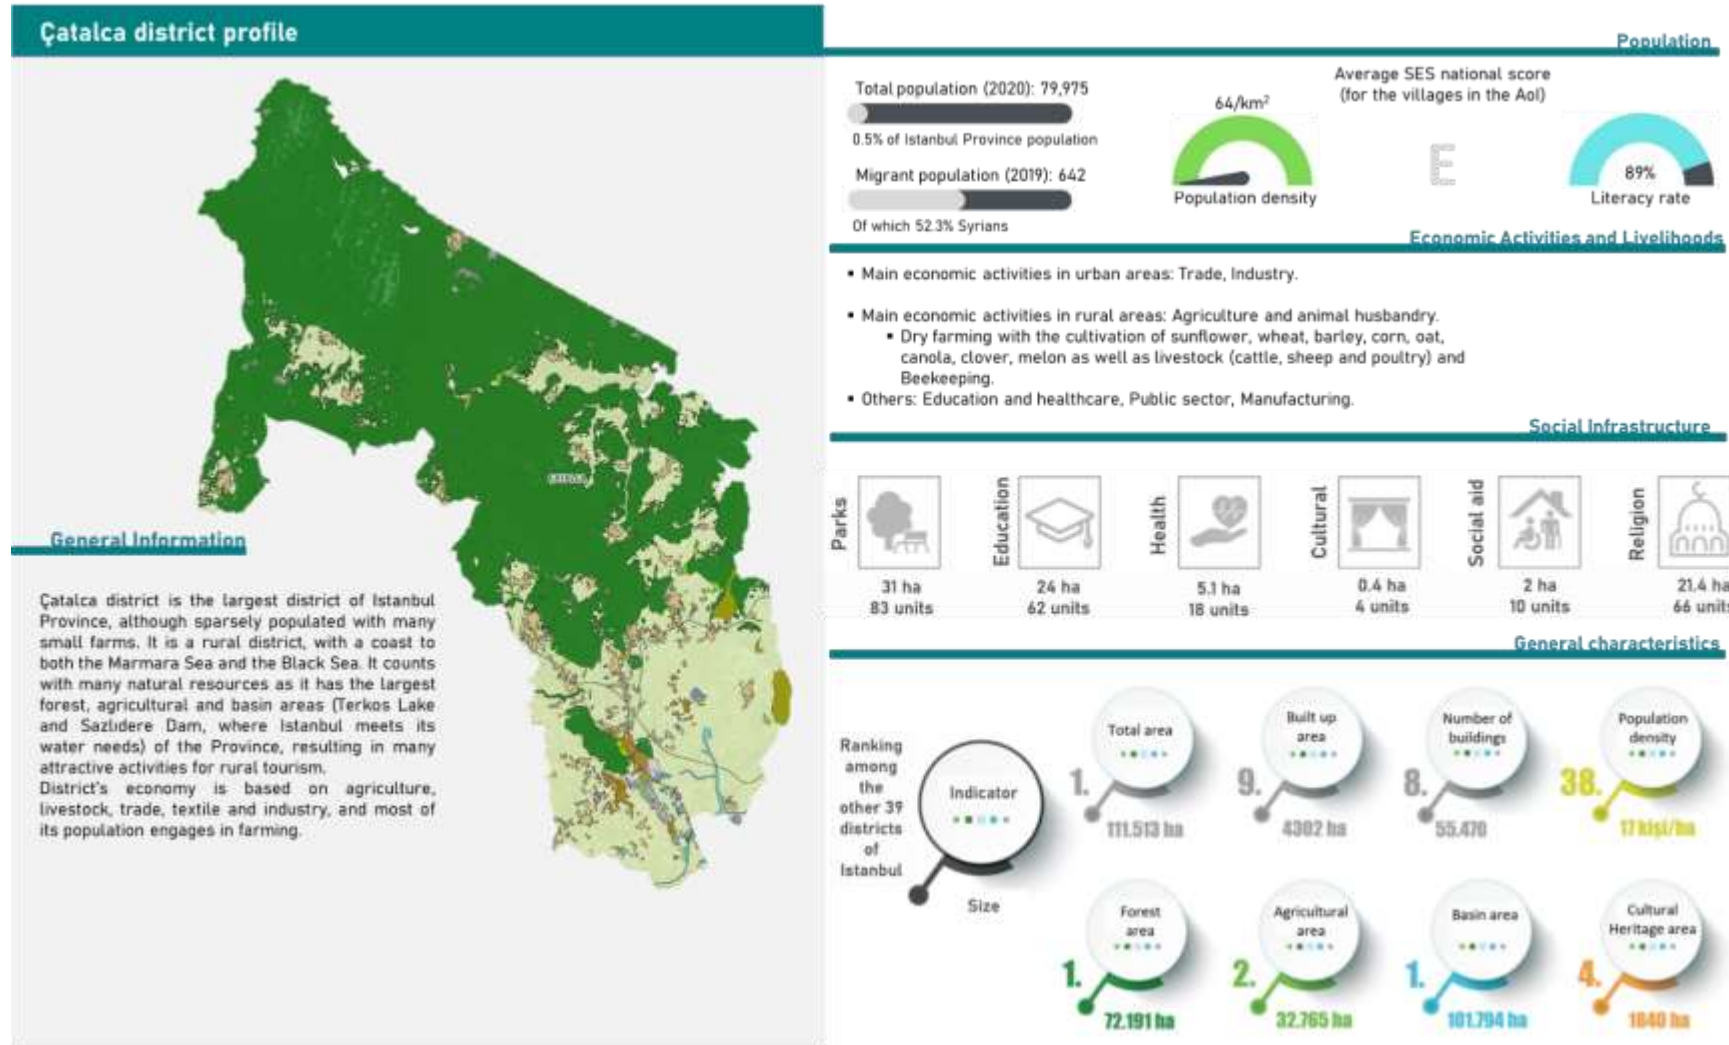 Çatalca district profile
General Information
Çatalca district is the largest district of Istanbul
Province, although sparsely populated with many
small farms. It is a rural district, with a coast to
both the Marmara Sea and the Black Sea. It counts
with many natural resources as it has the largest
forest, agricultural and basin areas (Terkos Lake
and Sazlıdere Dam, where Istanbul meets its
water needs) of the Province, resulting in many
attractive activities for rural tourism.
District's economy is based on agriculture,
livestock, trade, textile and industry, and most of
its population engages in farming.
Population
Total population (2020): 79,975
0.5% of Istanbul Province population
Migrant population (2019): 642
Of which 52.3% Syrians
64/km²
Population density
Average SES national score
(for the villages in the AoI)
E
89%
Literacy rate
Economic Activities and Livelihoods
▪ Main economic activities in urban areas: Trade, Industry.
▪ Main economic activities in rural areas: Agriculture and animal husbandry.
▪ Dry farming with the cultivation of sunflower, wheat, barley, corn, oat,
canola, clover, melon as well as livestock (cattle, sheep and poultry) and
Beekeeping.
▪ Others: Education and healthcare, Public sector, Manufacturing.
Social Infrastructure
Parks
31 ha
83 units
Education
24 ha
62 units
Health
5.1 ha
18 units
Cultural
0.4 ha
4 units
Social aid
2 ha
10 units
Religion
21.4 ha
66 units
General characteristics
Ranking
among
the
other 39
districts
of
Istanbul
Indicator
Size
Total area
1.
111.513 ha
Built up
area
9.
4302 ha
Number of
buildings
8.
55.470
Population
density
38.
17 kişi/ha
Forest
area
1.
72.191 ha
Agricultural
area
2.
32.765 ha
Basin area
1.
101.794 ha
Cultural
Heritage area
4.
1840 ha